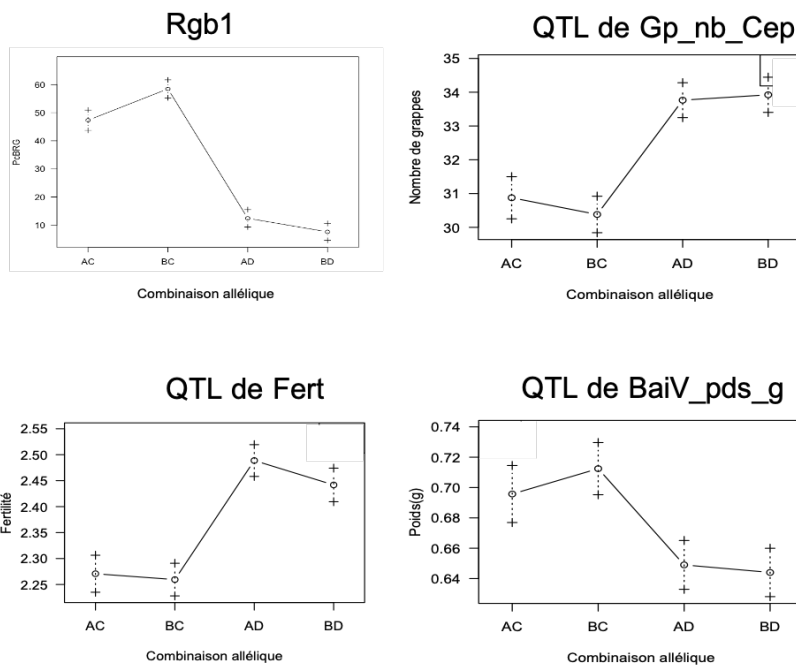 Rgb1
60
50
40
30
20
10
PcBRG
AC BC AD BD
Combinaison allélique
QTL de Gp_nb_Cep
35
34
33
32
31
30
Nombre de grappes
AC BC AD BD
Combinaison allélique
QTL de Fert
2.55
2.50
2.45
2.40
2.35
2.30
2.25
Fertilité
AC BC AD BD
Combinaison allélique
QTL de BaiV_pds_g
0.74
0.72
0.70
0.68
0.66
0.64
Poids(g)
AC BC AD BD
Combinaison allélique